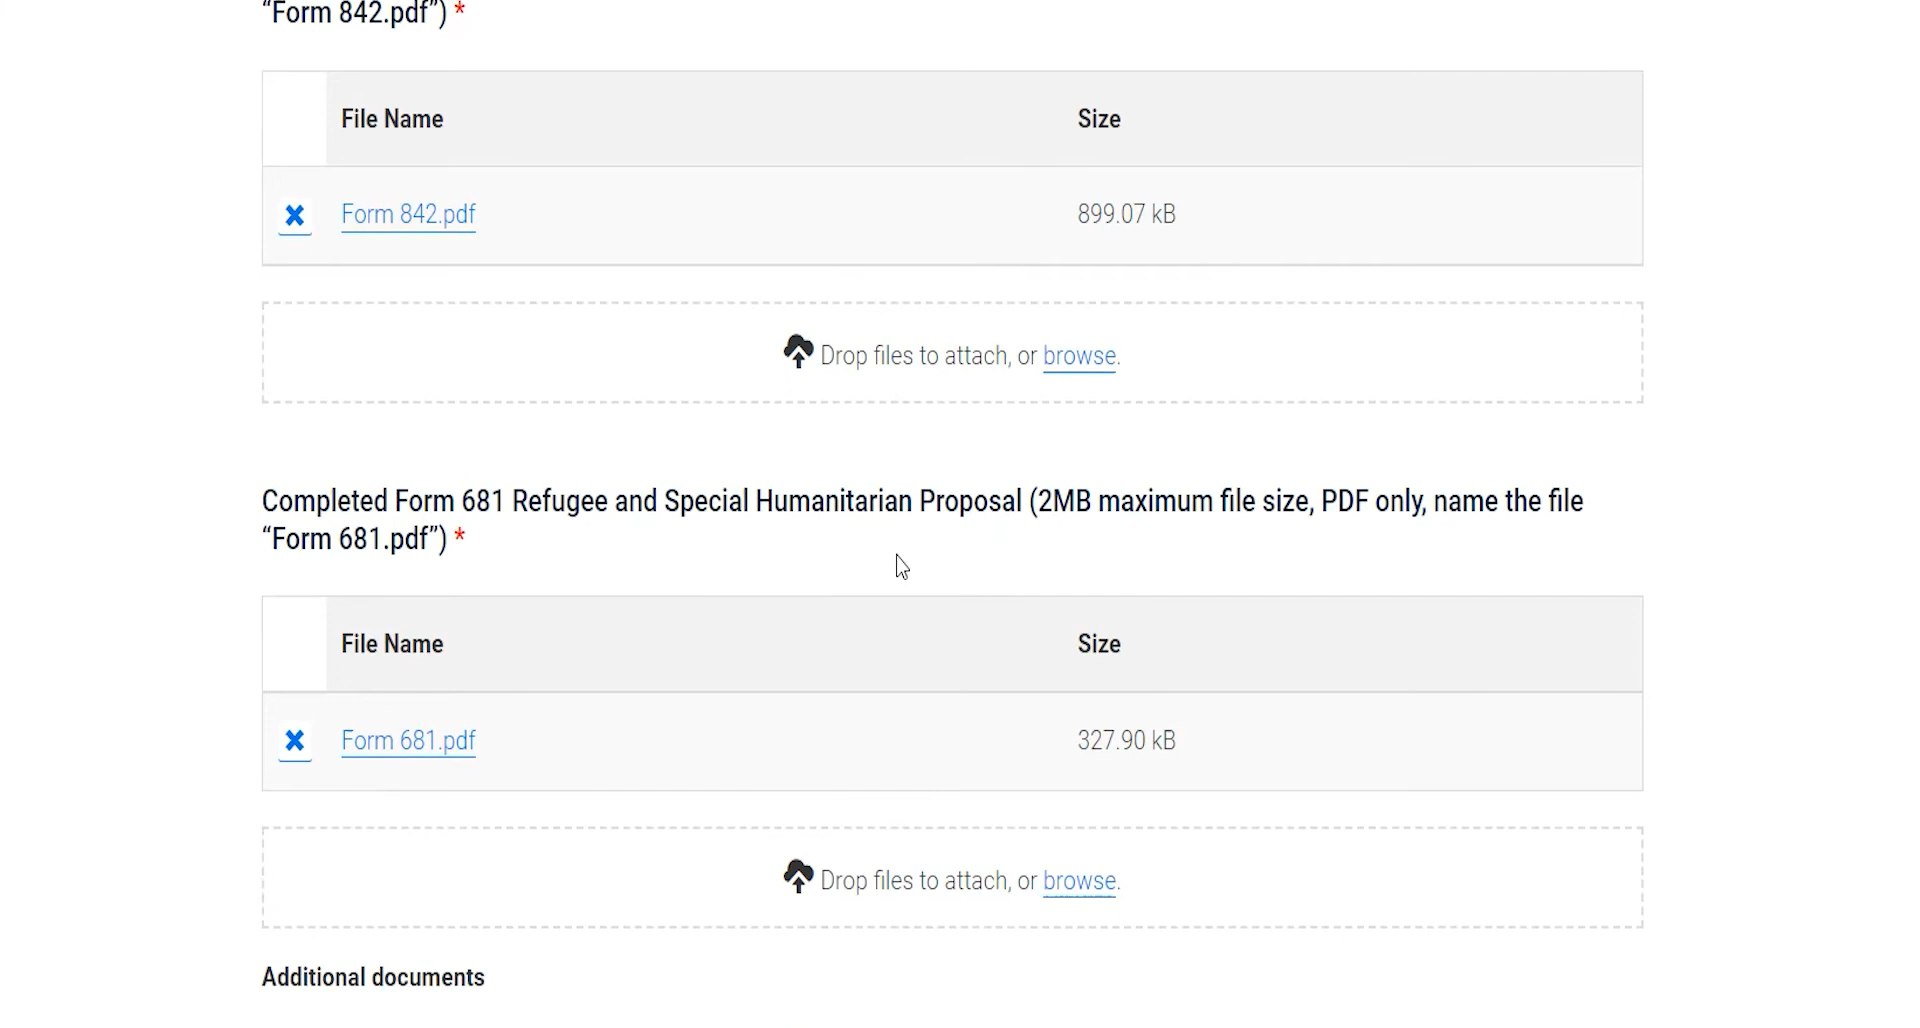 “Form 842.pdf”) *
File Name Size
Form 842.pdf 899.07 kB
Drop files to attach, or browse.
Completed Form 681 Refugee and Special Humanitarian Proposal (2MB maximum file size, PDF only, name the file
“Form 681.pdf”) *
File Name Size
Form 681.pdf 327.90 kB
Drop files to attach, or browse.
Additional documents